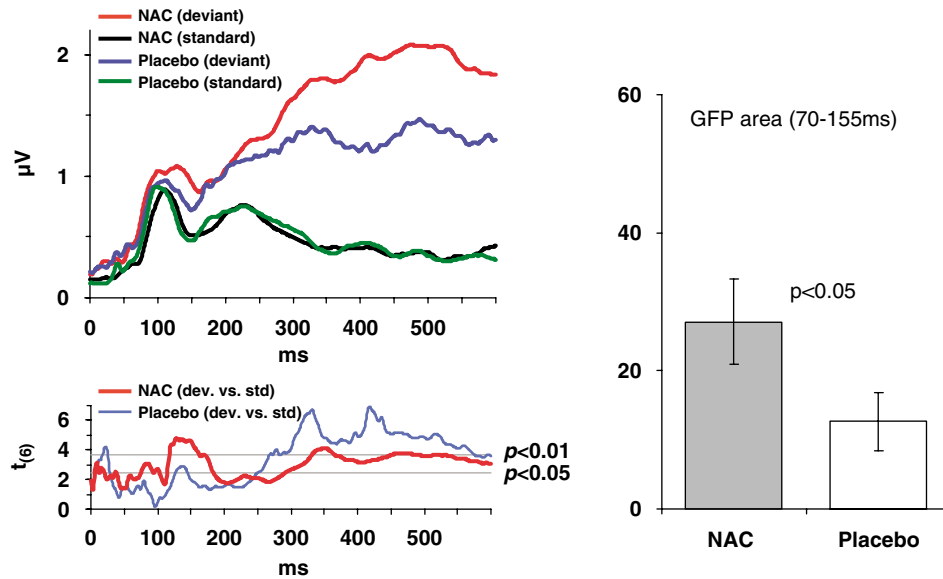 NAC (deviant)
NAC (standard)
Placebo (deviant)
Placebo (standard)
2
1
0
µV
0 100 200 300 400 500
ms
NAC (dev. vs. std)
Placebo (dev. vs. std)
6
4
2
0
t(6)
p<0.01
p<0.05
0 100 200 300 400 500
ms
60
40
20
0
GFP area (70-155ms)
p<0.05
NAC Placebo